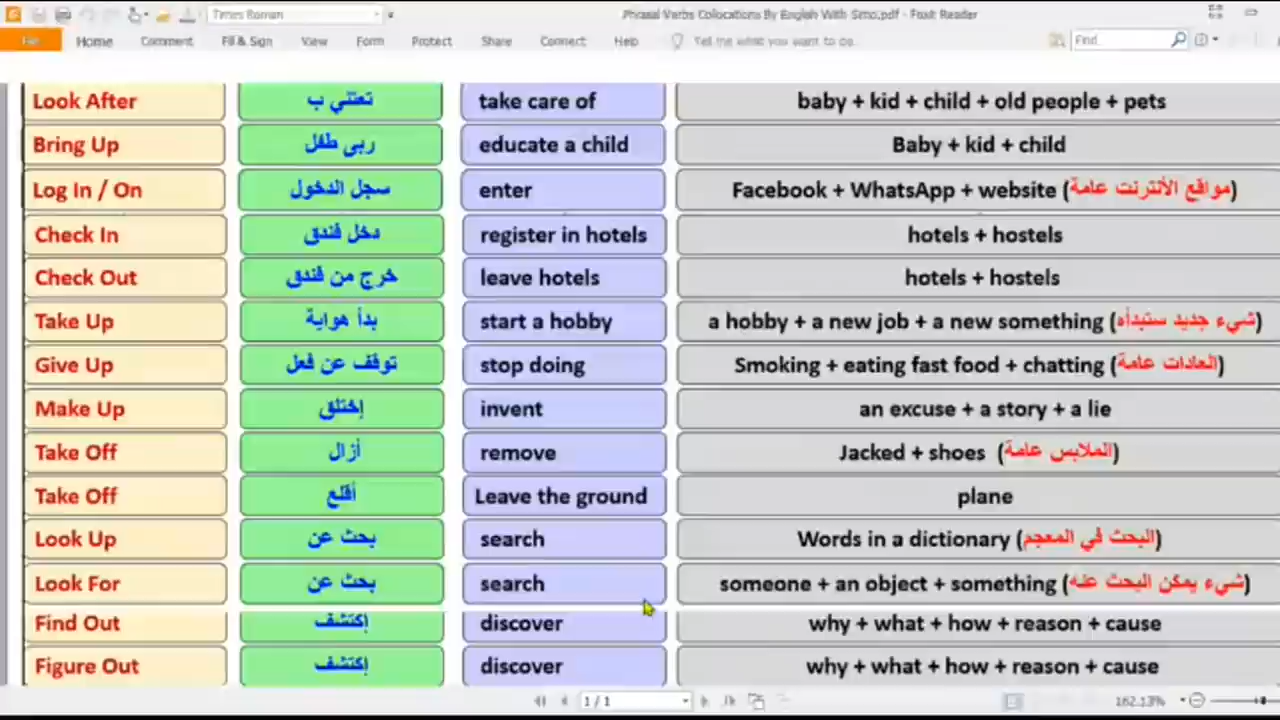 Times Roman
Phrasal Verbs Colocations By English With Simo.pdf - Foxit Reader
File Home Comment Fill & Sign View Form Protect Share Connect Help Tell me what you want to do.. Find
Look After تعتني ب take care of baby + kid + child + old people + pets
Bring Up ربى طفل educate a child Baby + kid + child
Log In / On سجل الدخول enter Facebook + WhatsApp + website (مواقع الأنترنت عامة)
Check In دخل فندق register in hotels hotels + hostels
Check Out خرج من فندق leave hotels hotels + hostels
Take Up بدأ هواية start a hobby a hobby + a new job + a new something (شيء جديد ستبدأه)
Give Up توقف عن فعل stop doing Smoking + eating fast food + chatting (العادات عامة)
Make Up إختلق invent an excuse + a story + a lie
Take Off أزال remove Jacked + shoes (الملابس عامة)
Take Off أقلع Leave the ground plane
Look Up بحث عن search Words in a dictionary (البحث في المعجم)
Look For بحث عن search someone + an object + something (شيء يمكن البحث عنه)
Find Out إكتشف discover why + what + how + reason + cause
Figure Out إكتشف discover why + what + how + reason + cause
1 / 1 162.13%